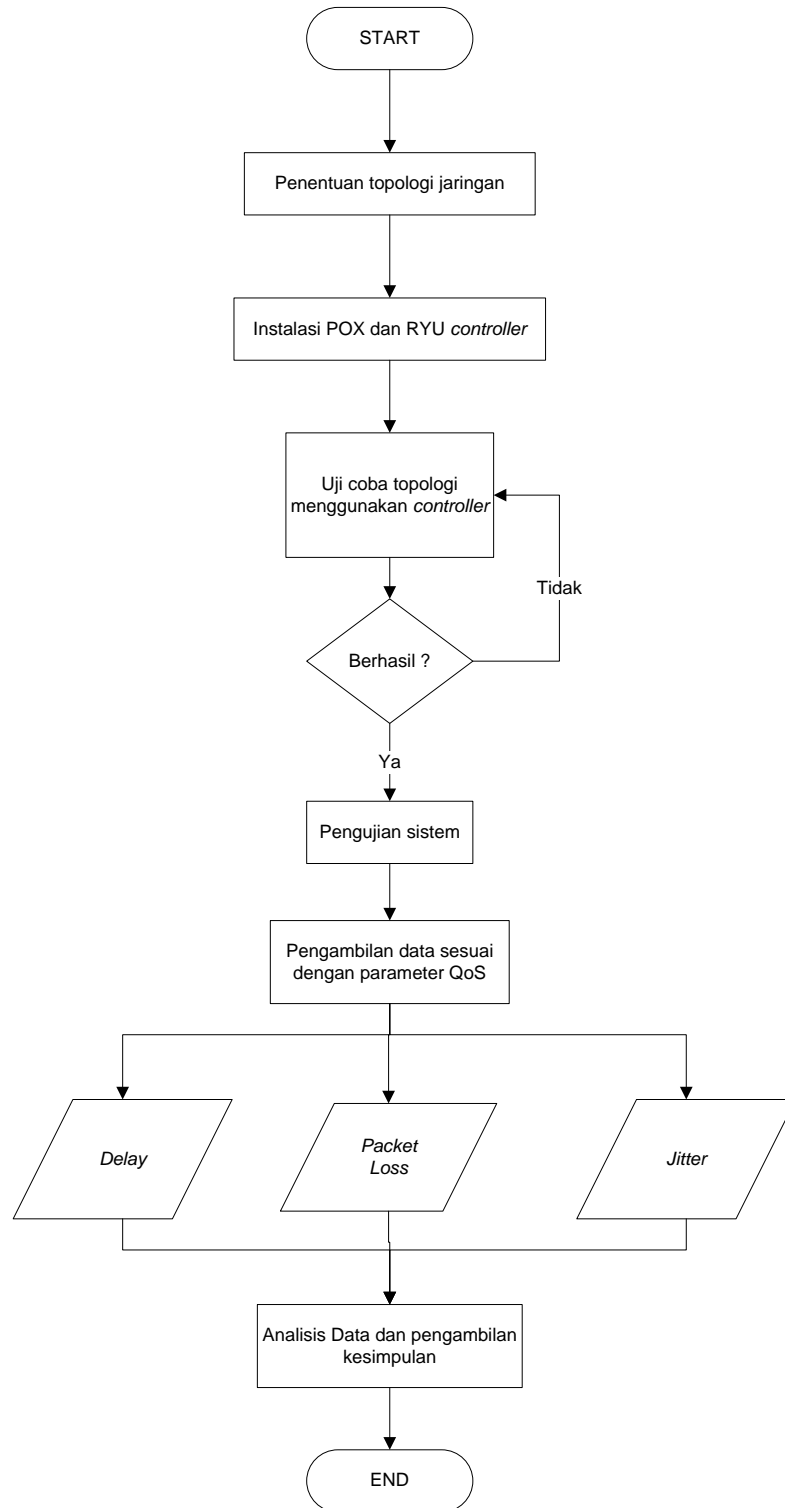 START
Penentuan topologi jaringan
Instalasi POX dan RYU controller
Uji coba topologi
menggunakan controller
Tidak
Berhasil ?
Ya
Pengujian sistem
Pengambilan data sesuai
dengan parameter QoS
Delay
Packet
Loss
Jitter
Analisis Data dan pengambilan
kesimpulan
END